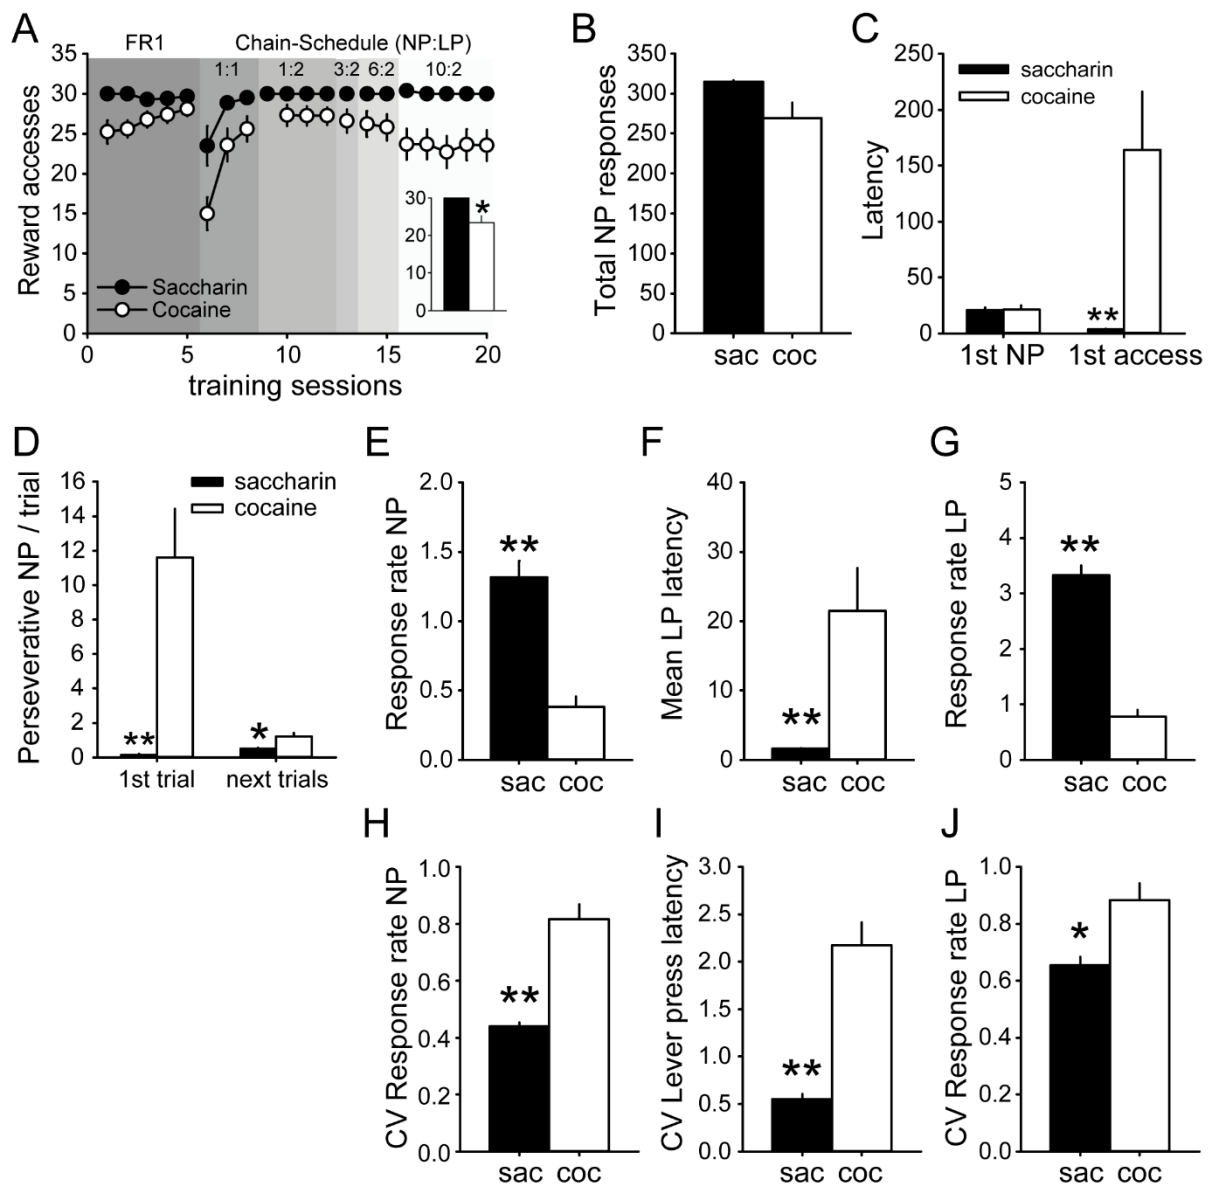 A
FR1
Chain-Schedule (NP:LP)
1:1
1:2
3:2
6:2
10:2
35
30
25
20
15
10
5
0
Reward accesses
Saccharin
Cocaine
30
20
10
0
*
0 5 10 15 20
training sessions
B
350
300
250
200
150
300
50
0
Total NP responses
sac coc
C
250
200
150
100
50
0
Latency
saccharin
cocaine
**
1st NP 1st access
D
16
14
12
10
8
6
4
2
0
Perseverative NP / trial
saccharin
cocaine
**
*
1st trial next trials
E
2.0
1.5
1.0
0.5
0.0
Response rate NP
**
sac coc
F
40
30
20
10
0
Mean LP latency
**
sac coc
G
5
4
3
2
1
0
Response rate LP
**
sac coc
H
1.0
0.8
0.6
0.4
0.2
0.0
CV Response rate NP
**
sac coc
I
3.0
2.5
2.0
1.5
1.0
0.5
0.0
CV Lever press latency
**
sac coc
J
1.0
0.8
0.6
0.4
0.2
0.0
CV Response rate LP
*
sac coc